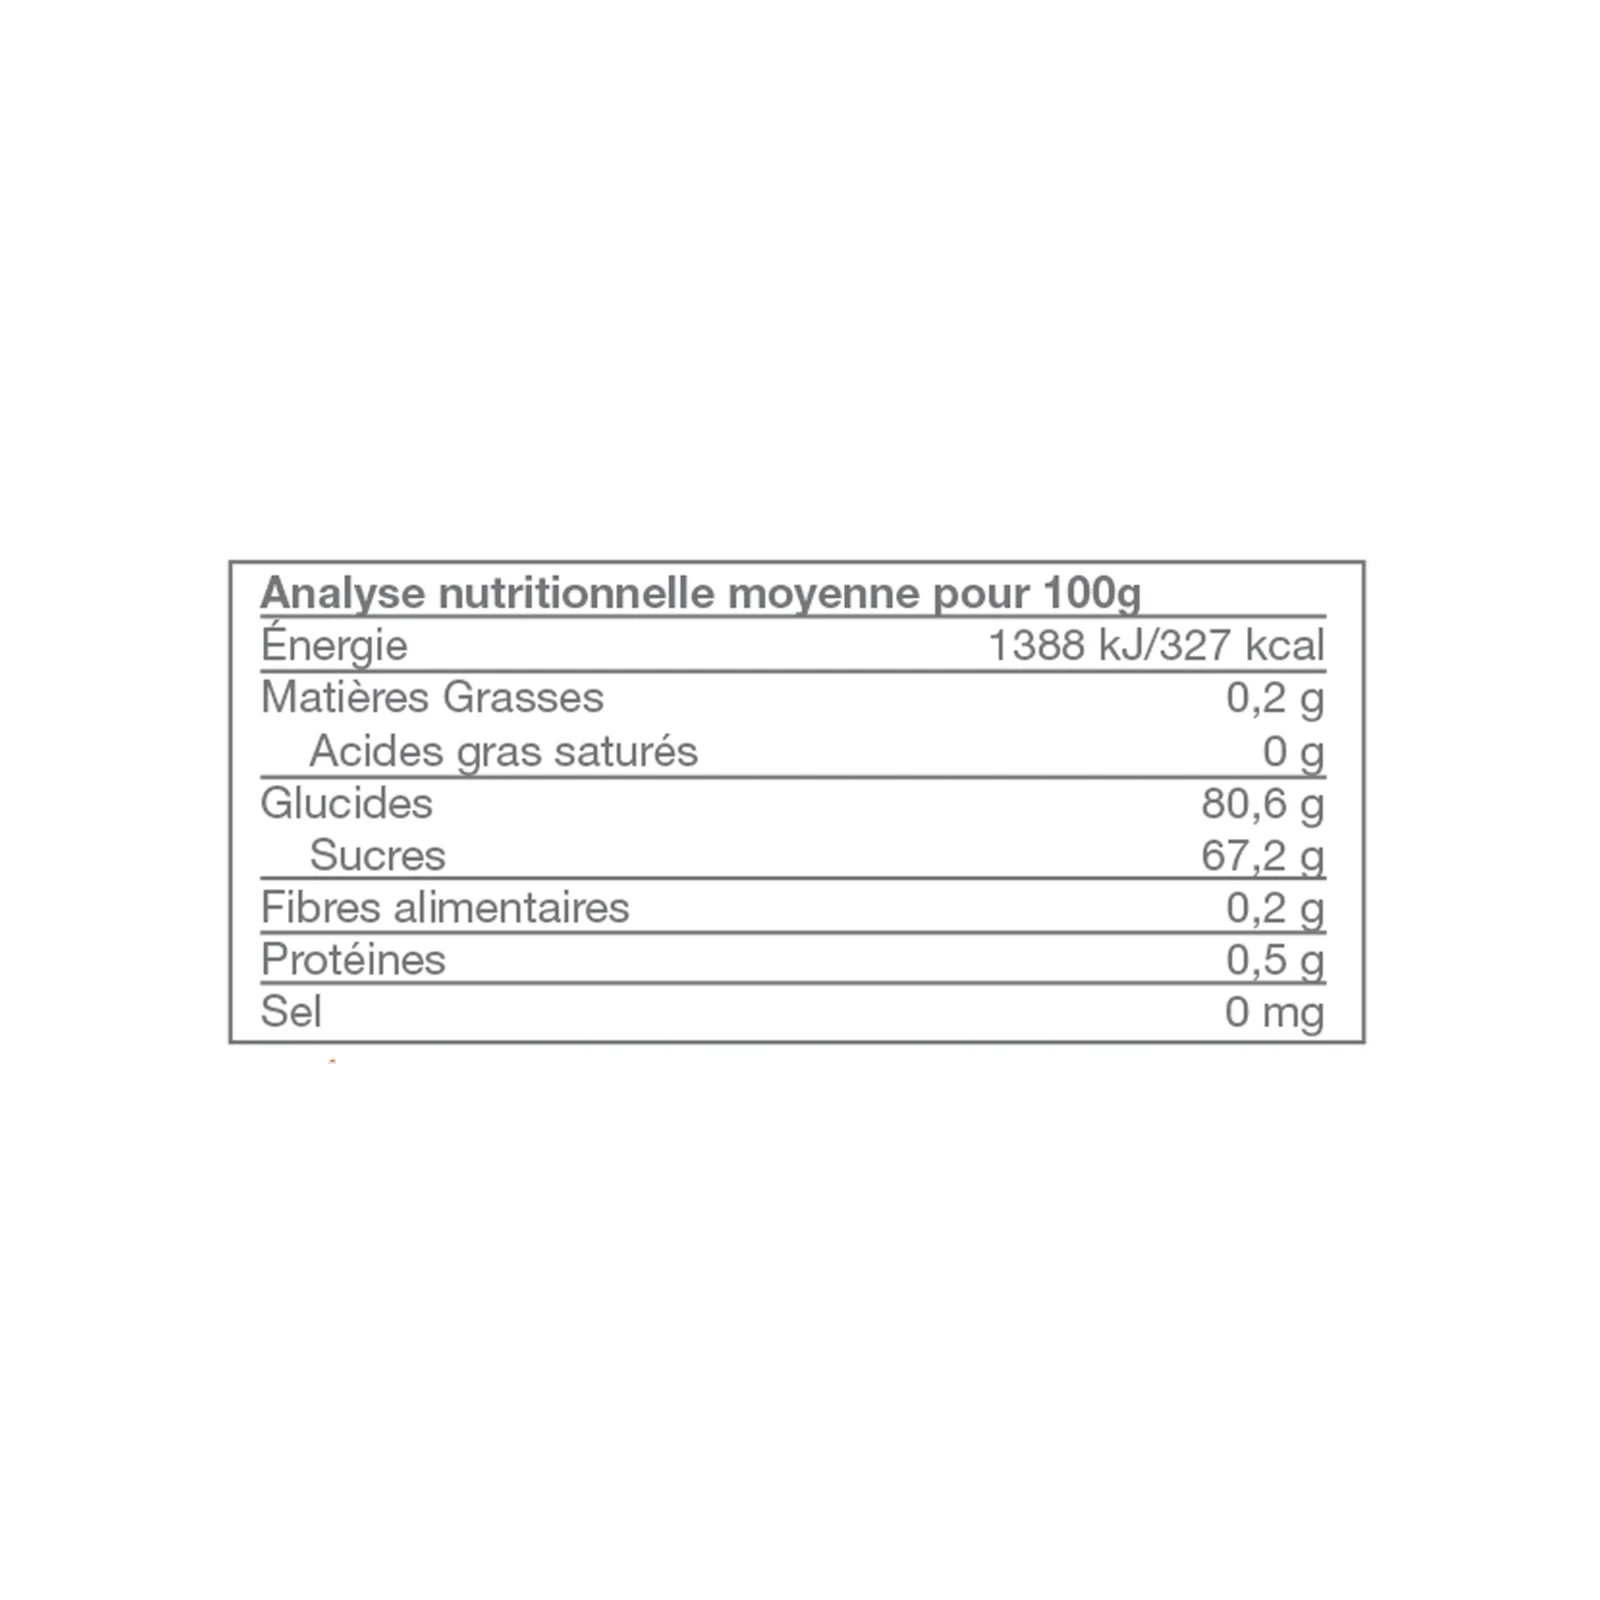 Analyse nutritionnelle moyenne pour 100g
Énergie 1388 kJ/327 kcal
Matières Grasses 0,2 g
Acides gras saturés 0 g
Glucides 80,6 g
Sucres 67,2 g
Fibres alimentaires 0,2 g
Protéines 0,5 g
Sel 0 mg